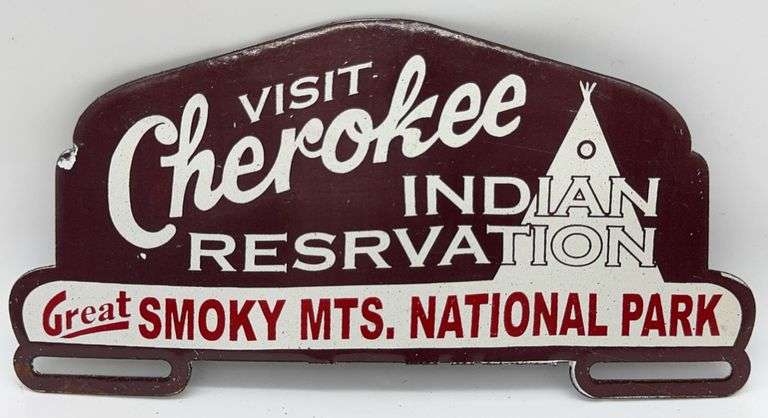 VISIT
Cherokee
INDIAN
RESRVATION
Great SMOKY MTS. NATIONAL PARK